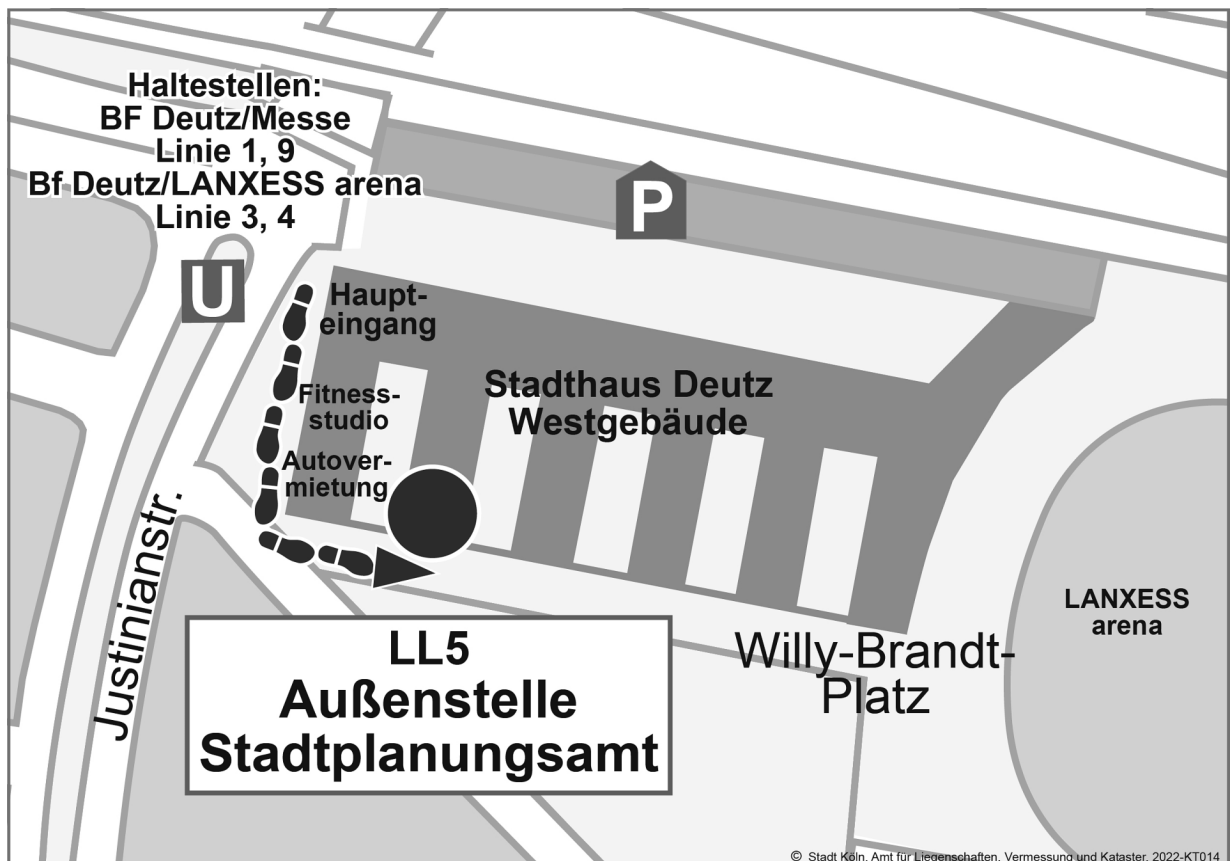 Haltestellen:
BF Deutz/Messe
Linie 1, 9
Bf Deutz/LANXESS arena
Linie 3, 4
P
U
Haupt-
eingang
Fitness-
studio
Autover-
mietung
Stadthaus Deutz
Westgebäude
Justinianstr.
LL5
Außenstelle
Stadtplanungsamt
Willy-Brandt-
Platz
LANXESS
arena
© Stadt Köln, Amt für Liegenschaften, Vermessung und Kataster, 2022-KT014